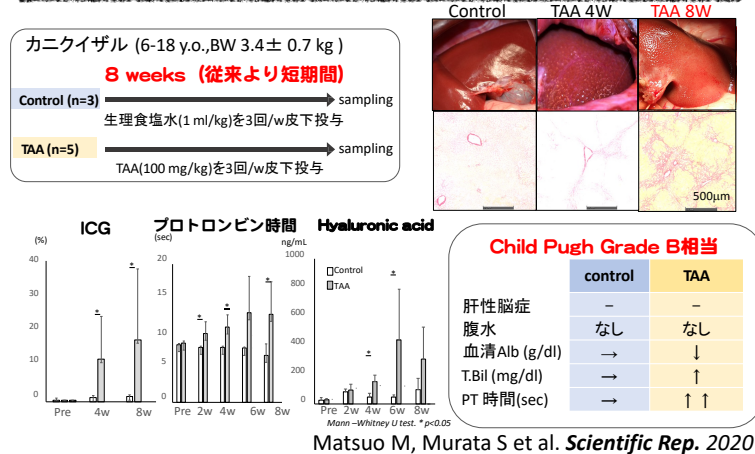 Control TAA 4W TAA 8W
カニクイザル (6-18 y.o.,BW 3.4± 0.7 kg )
8 weeks（従来より短期間）
Control (n=3) sampling
生理食塩水(1 ml/kg)を3回/w皮下投与
TAA (n=5) sampling
TAA(100 mg/kg)を3回/w皮下投与
500μm
ICG
(%)
40
30
20
10
0
*
*
Pre 4w 8w
プロトロンビン時間
(sec)
20
15
10
5
0
*
*
*
Pre 2w 4w 6w 8w
Hyaluronic acid
ng/mL
1000
800
600
400
200
0
Control
TAA
*
*
Pre 2w 4w 6w 8w
Mann –Whitney U test. * p<0.05
Child Pugh Grade B相当
control TAA
肝性脳症 － －
腹水 なし なし
血清Alb (g/dl) → ↓
T.Bil (mg/dl) → ↑
PT 時間(sec) → ↑ ↑
Matsuo M, Murata S et al. Scientific Rep. 2020